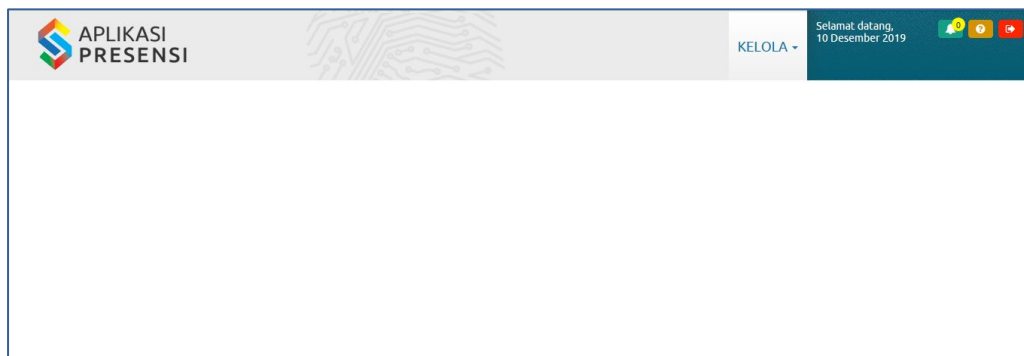 APLIKASI
PRESENSI
KELOLA
Selamat datang,
10 Desember 2019
0
?